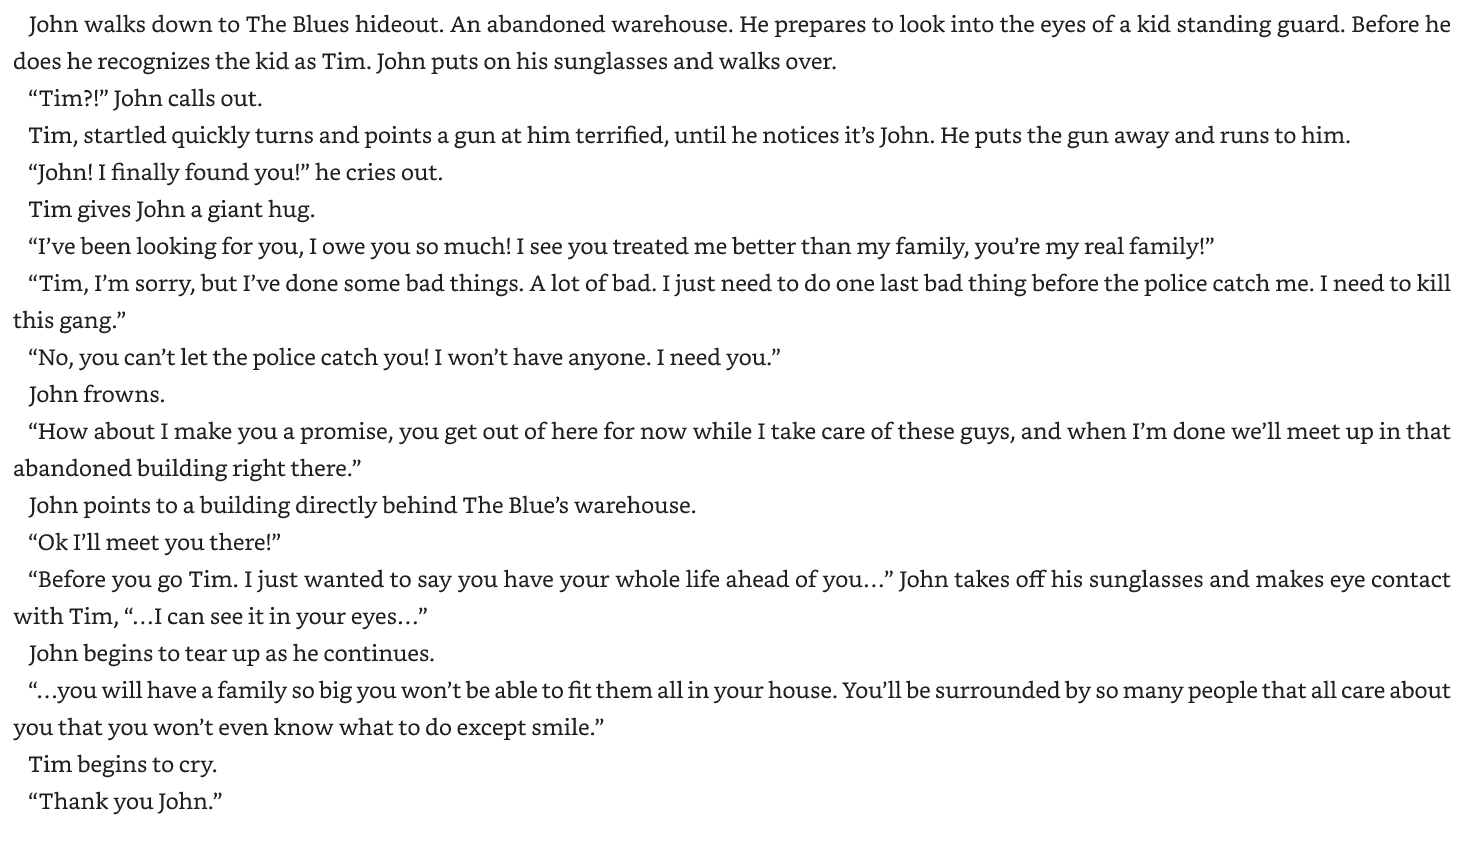 John walks down to The Blues hideout. An abandoned warehouse. He prepares to look into the eyes of a kid standing guard. Before he
does he recognizes the kid as Tim. John puts on his sunglasses and walks over.
“Tim?!” John calls out.
Tim, startled quickly turns and points a gun at him terrified, until he notices it’s John. He puts the gun away and runs to him.
“John! I finally found you!” he cries out.
Tim gives John a giant hug.
“I’ve been looking for you, I owe you so much! I see you treated me better than my family, you’re my real family!”
“Tim, I’m sorry, but I’ve done some bad things. A lot of bad. I just need to do one last bad thing before the police catch me. I need to kill
this gang.”
“No, you can’t let the police catch you! I won’t have anyone. I need you.”
John frowns.
“How about I make you a promise, you get out of here for now while I take care of these guys, and when I’m done we’ll meet up in that
abandoned building right there.”
John points to a building directly behind The Blue’s warehouse.
“Ok I’ll meet you there!”
“Before you go Tim. I just wanted to say you have your whole life ahead of you…” John takes off his sunglasses and makes eye contact
with Tim, “…I can see it in your eyes…”
John begins to tear up as he continues.
“…you will have a family so big you won’t be able to fit them all in your house. You’ll be surrounded by so many people that all care about
you that you won’t even know what to do except smile.”
Tim begins to cry.
“Thank you John.”